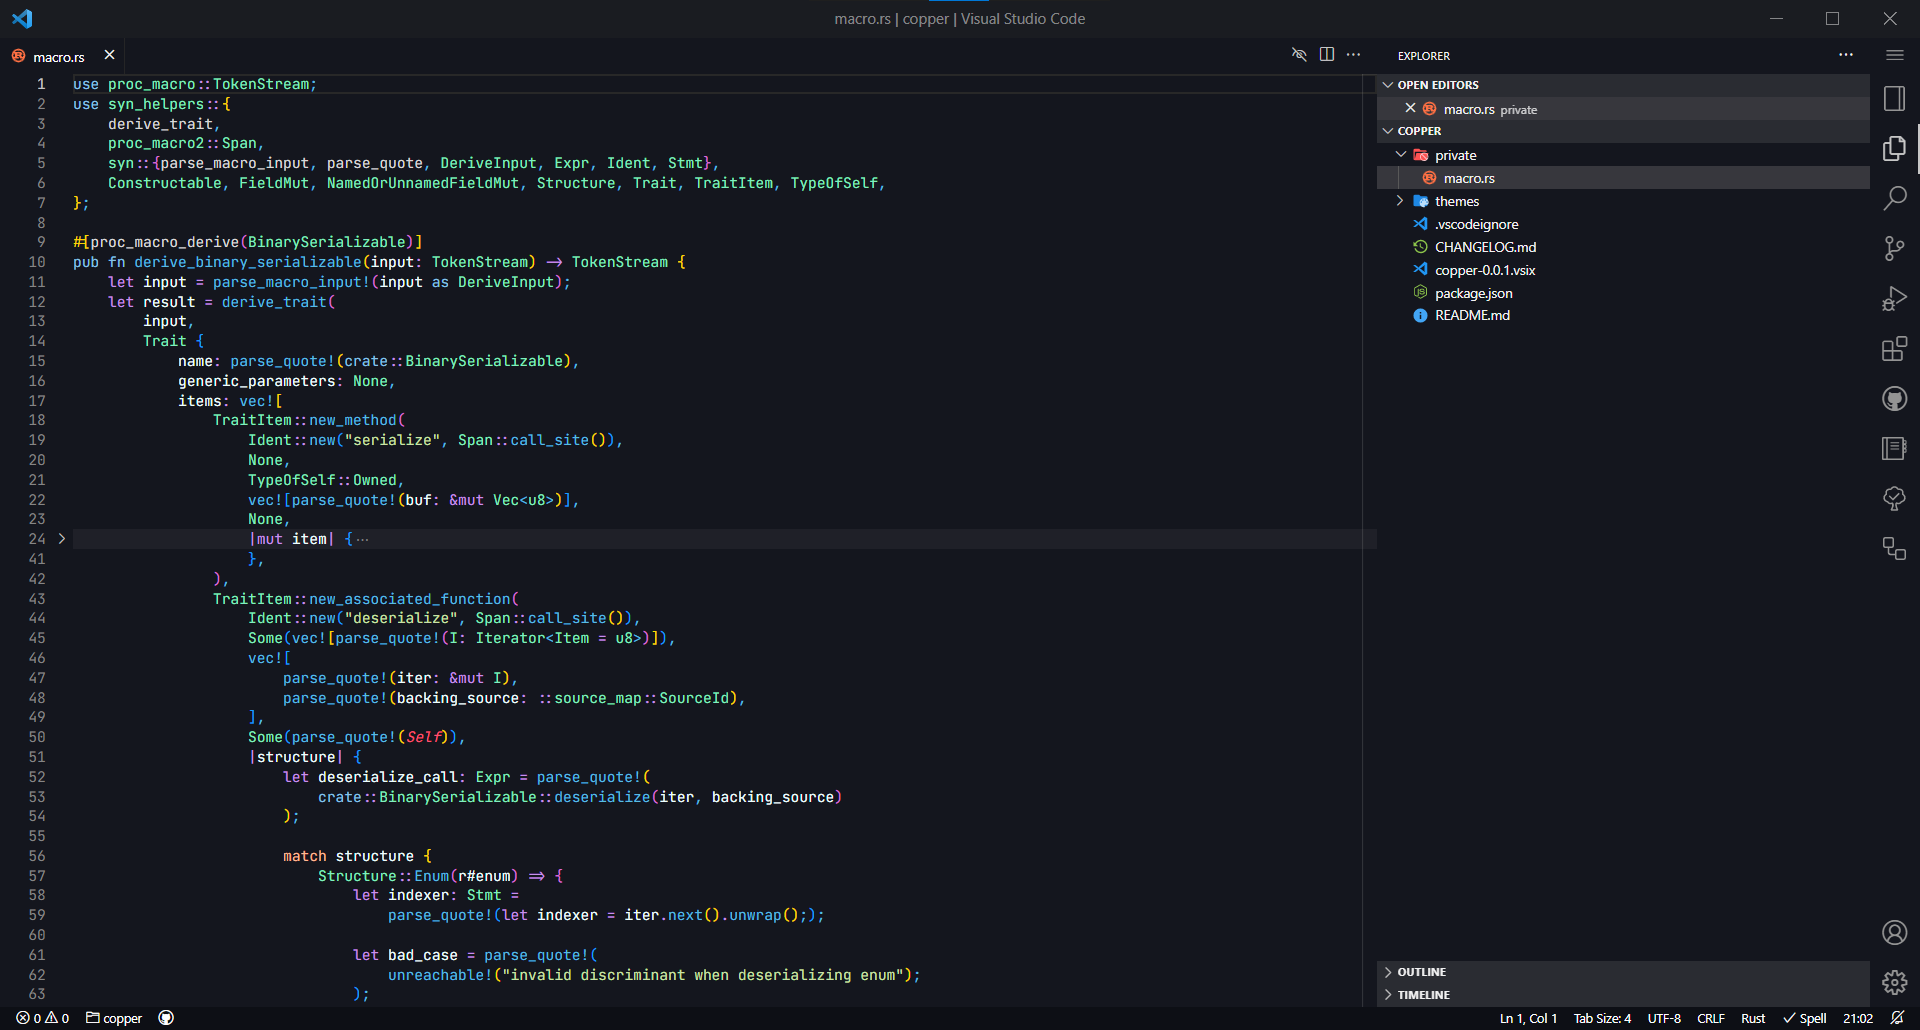 macro.rs | copper | Visual Studio Code
macro.rs
1 use proc_macro::TokenStream;
2 use syn_helpers::{
3     derive_trait,
4     proc_macro2::Span,
5     syn::{parse_macro_input, parse_quote, DeriveInput, Expr, Ident, Stmt},
6     Constructable, FieldMut, NamedOrUnnamedFieldMut, Structure, Trait, TraitItem, TypeOfSelf,
7 };
8
9 #[proc_macro_derive(BinarySerializable)]
10 pub fn derive_binary_serializable(input: TokenStream) -> TokenStream {
11     let input = parse_macro_input!(input as DeriveInput);
12     let result = derive_trait(
13         input,
14         Trait {
15             name: parse_quote!(crate::BinarySerializable),
16             generic_parameters: None,
17             items: vec![
18                 TraitItem::new_method(
19                     Ident::new("serialize", Span::call_site()),
20                     None,
21                     TypeOfSelf::Owned,
22                     vec![parse_quote!(buf: &mut Vec<u8>)],
23                     None,
24                     |mut item| {···
41                     },
42                 ),
43                 TraitItem::new_associated_function(
44                     Ident::new("deserialize", Span::call_site()),
45                     Some(vec![parse_quote!(I: Iterator<Item = u8>)]),
46                     vec![
47                         parse_quote!(iter: &mut I),
48                         parse_quote!(backing_source: ::source_map::SourceId),
49                     ],
50                     Some(parse_quote!(Self)),
51                     |structure| {
52                         let deserialize_call: Expr = parse_quote!(
53                             crate::BinarySerializable::deserialize(iter, backing_source)
54                         );
55
56                         match structure {
57                             Structure::Enum(r#enum) => {
58                                 let indexer: Stmt =
59                                     parse_quote!(let indexer = iter.next().unwrap(););
60
61                                 let bad_case = parse_quote!(
62                                     unreachable!("invalid discriminant when deserializing enum");
63                                 );
EXPLORER
OPEN EDITORS
macro.rs private
COPPER
private
macro.rs
themes
.vscodeignore
CHANGELOG.md
copper-0.0.1.vsix
package.json
README.md
OUTLINE
TIMELINE
0 0 copper
Ln 1, Col 1 Tab Size: 4 UTF-8 CRLF Rust Spell 21:02